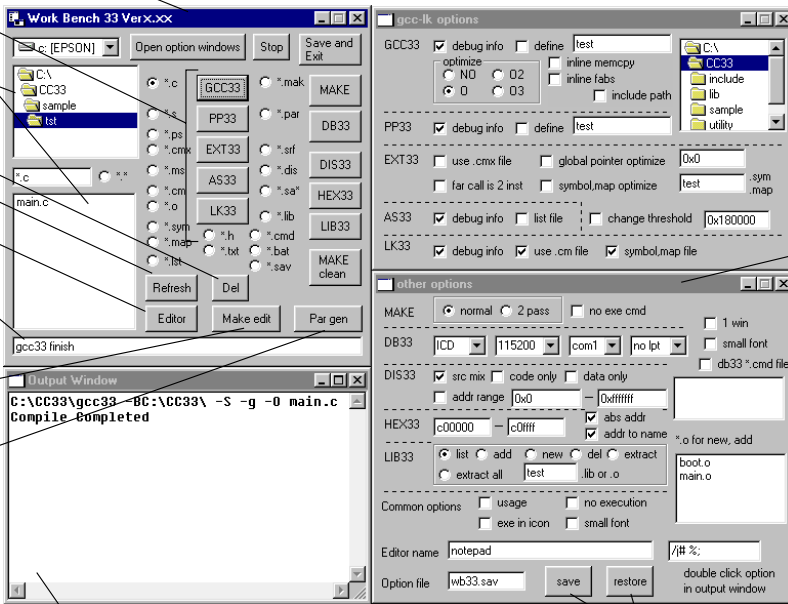 Work Bench 33 Verx.xx
c: [EPSON]
Open option windows
Stop
Save and Exit
C:\
CC33
sample
tst
*.c
*.*
main.c
*.c
*.s
*.ps
*.cmx
*.ms
*.cm
*.o
*.sym
*.map
*.lst
GCC33
PP33
EXT33
AS33
LK33
*.h
*.txt
*.mak
*.par
*.srf
*.dis
*.sa*
*.lib
*.cmd
*.bat
*.sav
MAKE
DB33
DIS33
HEX33
LIB33
MAKE clean
Refresh
Del
Editor
Make edit
Par gen
gcc33 finish
Output Window
C:\CC33\gcc33 -BC:\CC33\ -S -g -O main.c
Compile Completed
gcc-lk options
GCC33 debug info define test
optimize
NO O2
O O3
inline memcpy
inline fabs
include path
C:\
CC33
include
lib
sample
utility
PP33 debug info define test
EXT33 use .cmx file global pointer optimize 0x0
far call is 2 inst symbol,map optimize test .sym .map
AS33 debug info list file change threshold 0x180000
LK33 debug info use .cm file symbol,map file
other options
MAKE normal 2 pass no exe cmd
1 win
DB33 ICD 115200 com1 no lpt
small font
db33 *.cmd file
DIS33 src mix code only data only
addr range 0x0 – 0xfffffff
HEX33 c00000 – c0ffff
abs addr
addr to name
*.o for new, add
LIB33 list add new del extract
extract all test .lib or .o
boot.o
main.o
Common options
usage no execution
exe in icon small font
Editor name notepad
/j# %;
Option file wb33.sav save restore
double click option
in output window